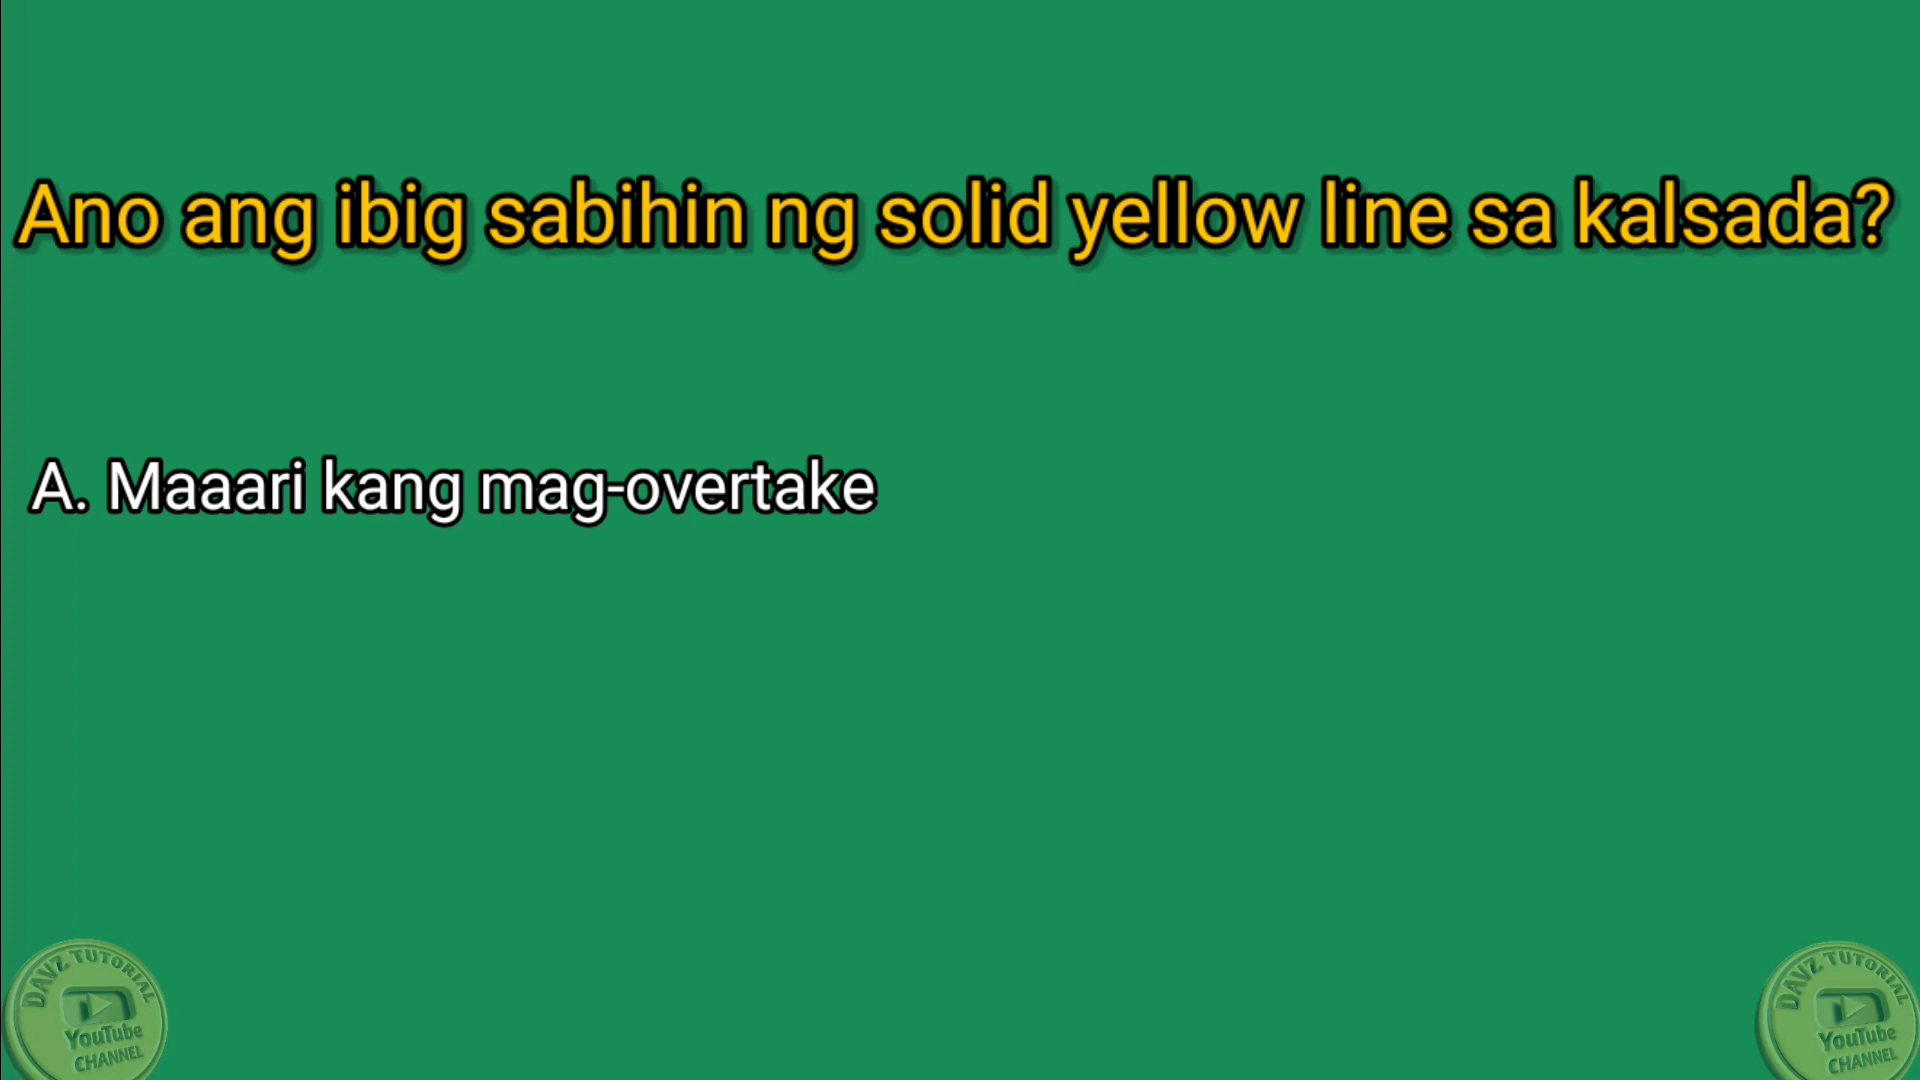 Ano ang ibig sabihin ng solid yellow line sa kalsada?
A. Maaari kang mag-overtake
DAVZ TUTORIAL
YouTube
CHANNEL
DAVZ TUTORIAL
YouTube
CHANNEL